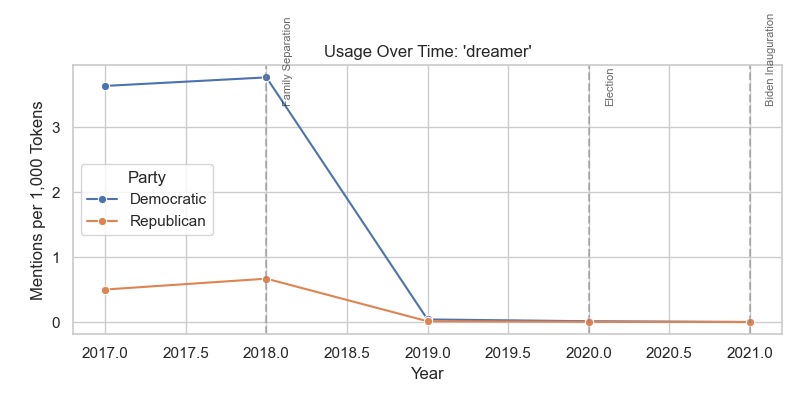 Usage Over Time: 'dreamer'
Family Separation
Election
Biden Inauguration
Mentions per 1,000 Tokens
3
2
1
0
Party
Democratic
Republican
2017.0 2017.5 2018.0 2018.5 2019.0 2019.5 2020.0 2020.5 2021.0
Year